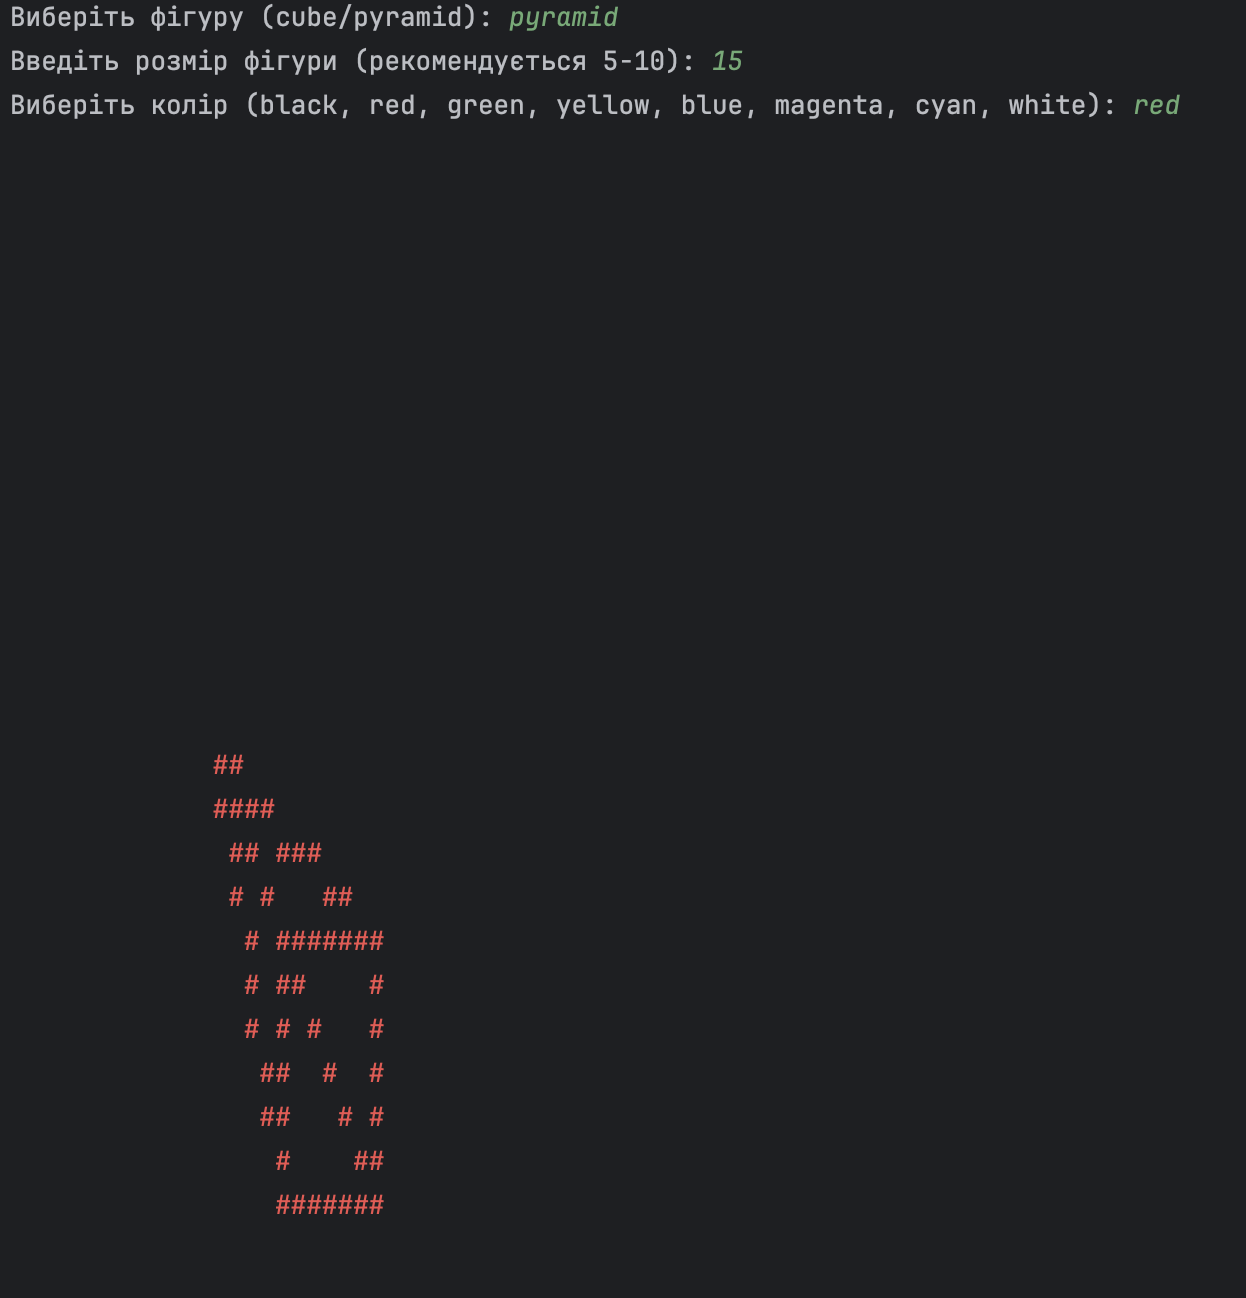 Виберіть фігуру (cube/pyramid): pyramid
Введіть розмір фігури (рекомендується 5-10): 15
Виберіть колір (black, red, green, yellow, blue, magenta, cyan, white): red
             ##
             ####
              ## ###
              # #   ##
               # #######
               # ##    #
               # # #   #
                ##  #  #
                ##   # #
                 #    ##
                 #######